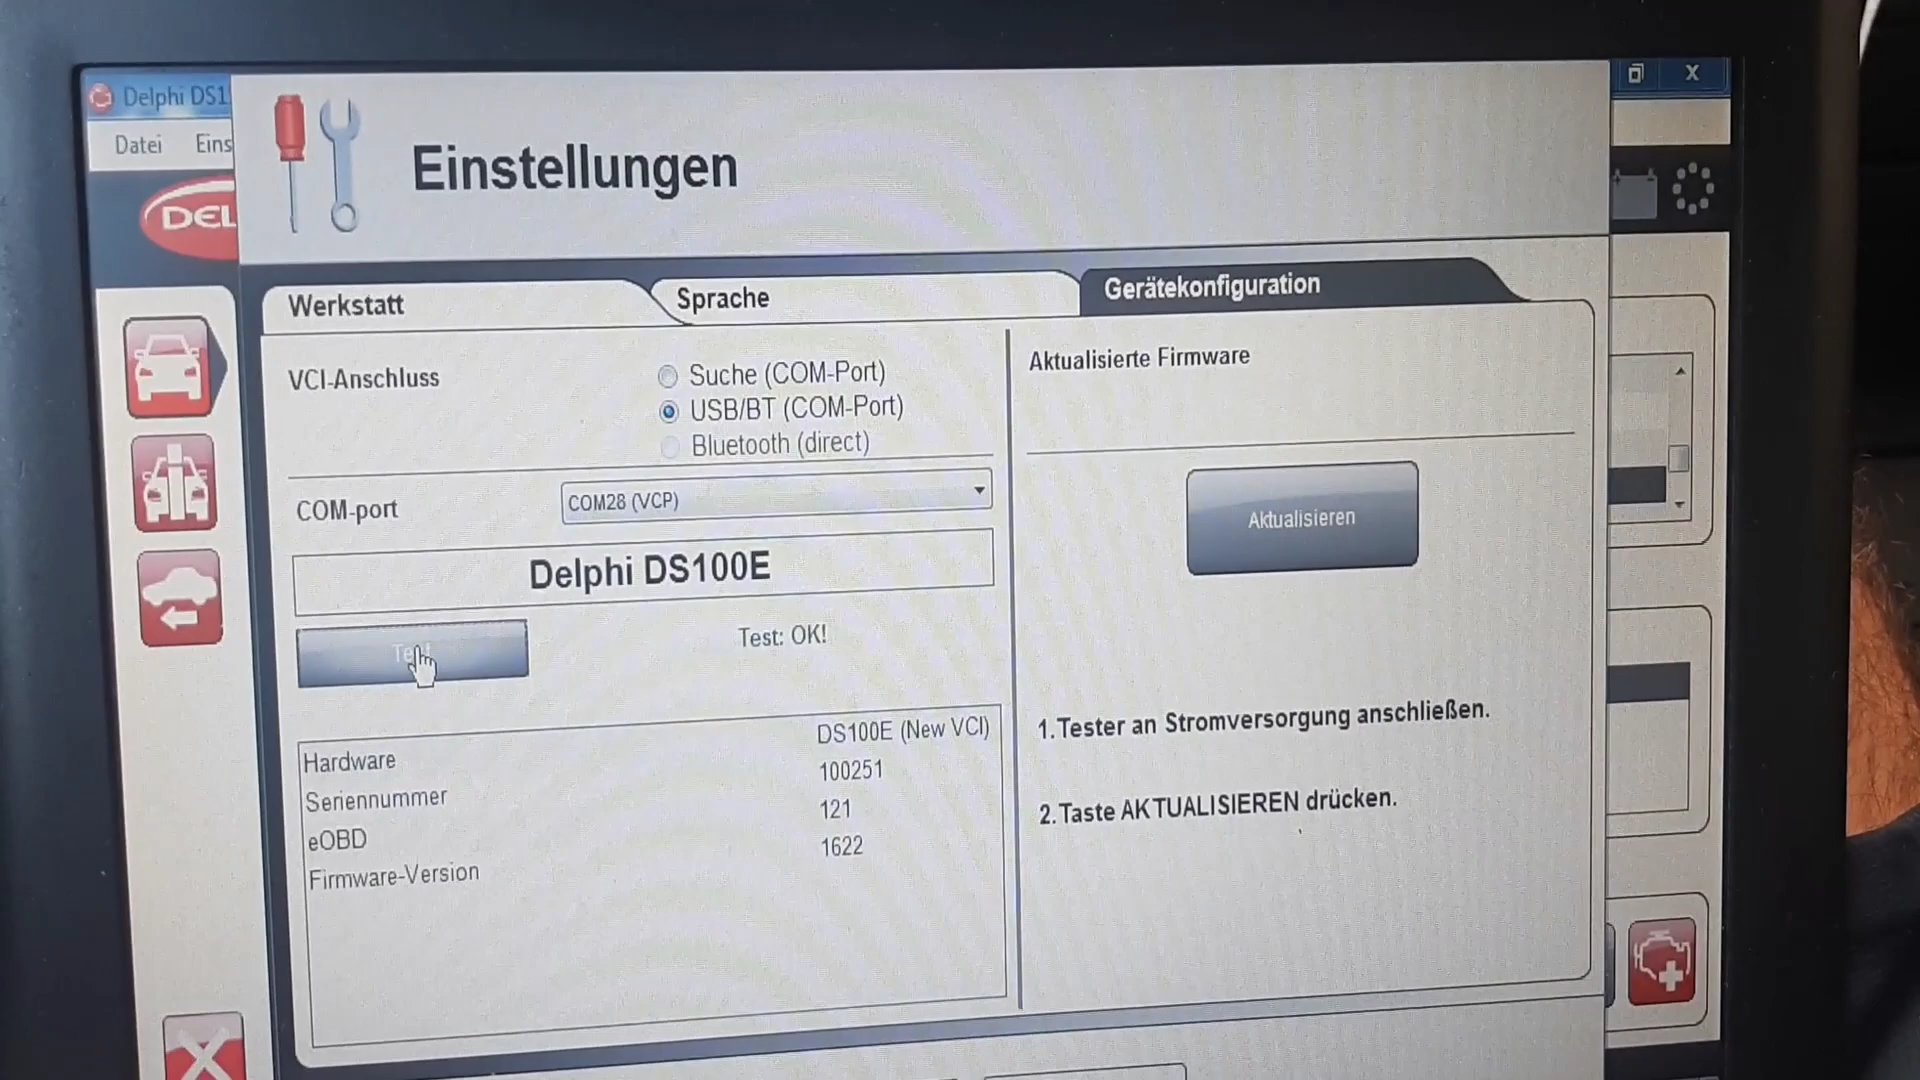 Delphi DS1
X
Datei Eins
DEL
Einstellungen
Werkstatt Sprache Gerätekonfiguration
VCI-Anschluss
Suche (COM-Port)
USB/BT (COM-Port)
Bluetooth (direct)
COM-port COM28 (VCP)
Delphi DS100E
Test: OK!
Hardware DS100E (New VCI)
Seriennummer 100251
eOBD 121
Firmware-Version 1622
Aktualisierte Firmware
Aktualisieren
1.Tester an Stromversorgung anschließen.
2.Taste AKTUALISIEREN drücken.